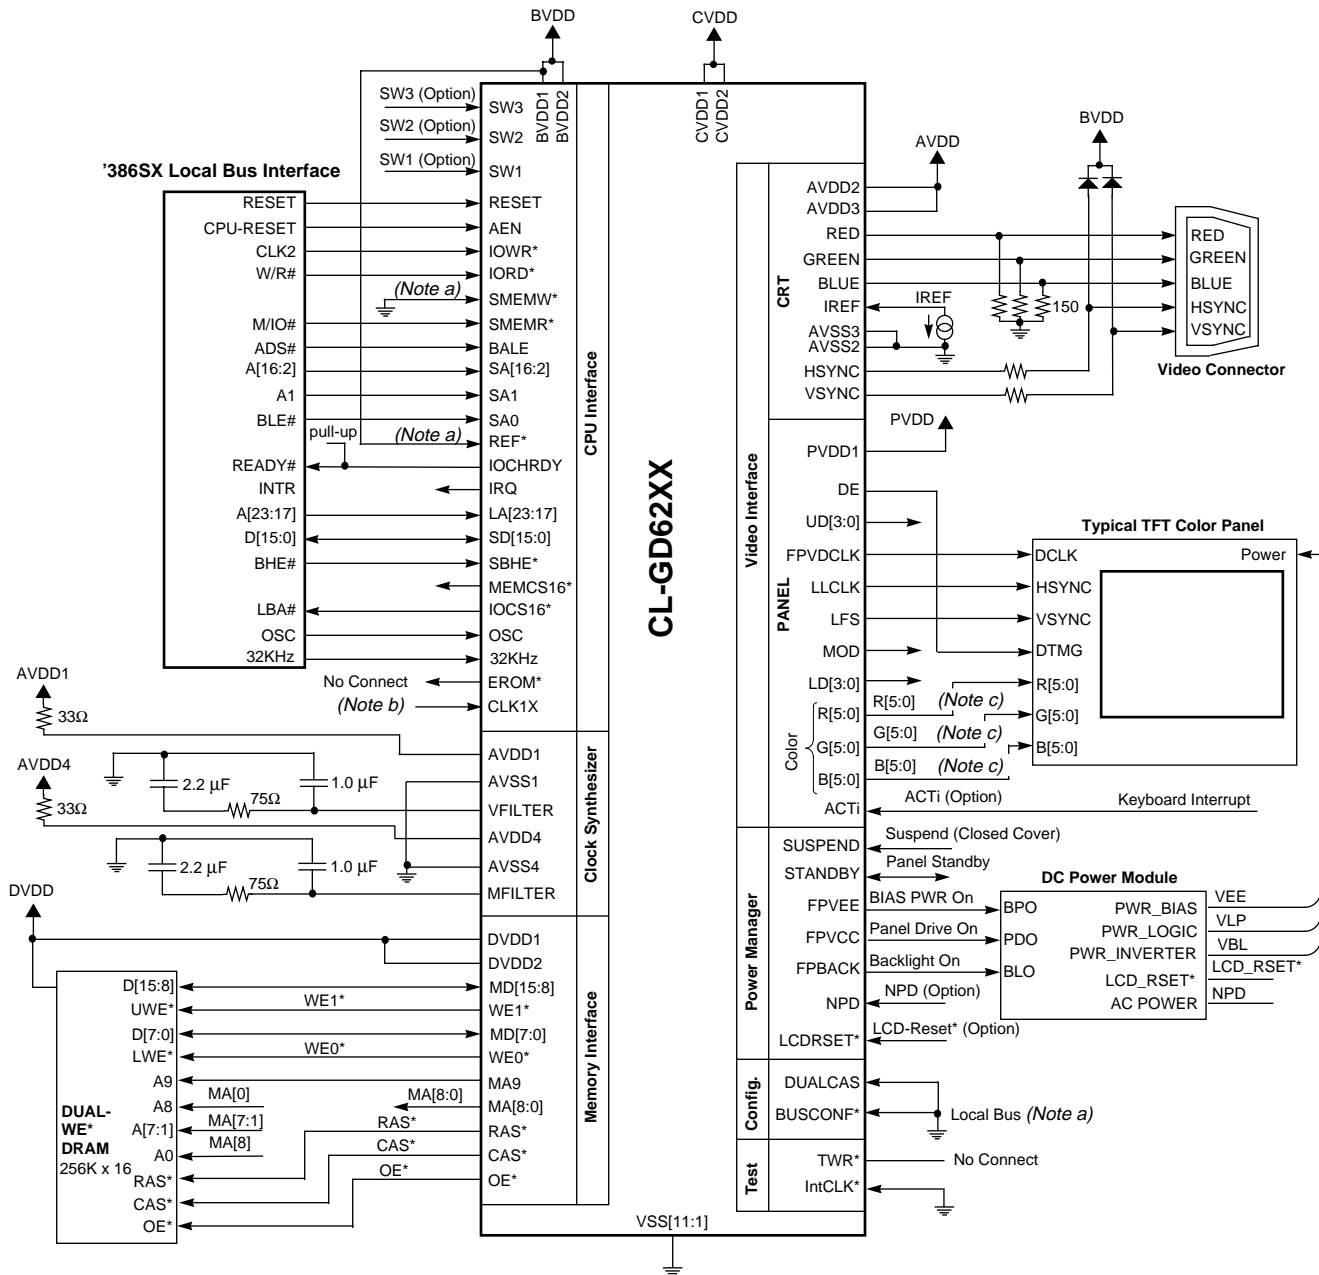 BVDD
CVDD
SW3 (Option)
SW3
SW2 (Option)
SW2
SW1 (Option)
SW1
BVDD1
BVDD2
CVDD1
CVDD2
'386SX Local Bus Interface
RESET
CPU-RESET
CLK2
W/R#
M/IO#
ADS#
A[16:2]
A1
BLE#
pull-up
READY#
INTR
A[23:17]
D[15:0]
BHE#
LBA#
OSC
32KHz
(Note a)
(Note a)
No Connect
(Note b)
RESET
AEN
IOWR*
IORD*
SMEMW*
SMEMR*
BALE
SA[16:2]
SA1
SA0
REF*
IOCHRDY
IRQ
LA[23:17]
SD[15:0]
SBHE*
MEMCS16*
IOCS16*
OSC
32KHz
EROM*
CLK1X
CPU Interface
AVDD1
33Ω
2.2 µF
1.0 µF
75Ω
AVDD4
33Ω
2.2 µF
1.0 µF
75Ω
AVDD1
AVSS1
VFILTER
AVDD4
AVSS4
MFILTER
Clock Synthesizer
DVDD
DVDD1
DVDD2
MD[15:8]
WE1*
MD[7:0]
WE0*
MA9
MA[8:0]
RAS*
CAS*
OE*
Memory Interface
WE1*
WE0*
MA[0]
MA[7:1]
MA[8]
MA[8:0]
RAS*
CAS*
OE*
D[15:8]
UWE*
D[7:0]
LWE*
A9
A8
A[7:1]
A0
RAS*
CAS*
OE*
DUAL-
WE*
DRAM
256K x 16
CL-GD62XX
VSS[11:1]
Video Interface
CRT
AVDD
BVDD
AVDD2
AVDD3
RED
GREEN
BLUE
IREF
IREF
AVSS3
AVSS2
HSYNC
VSYNC
150
RED
GREEN
BLUE
HSYNC
VSYNC
Video Connector
PANEL
PVDD
PVDD1
DE
UD[3:0]
FPVDCLK
LLCLK
LFS
MOD
LD[3:0]
Color
R[5:0]
G[5:0]
B[5:0]
ACTi
R[5:0]
(Note c)
G[5:0]
(Note c)
B[5:0]
(Note c)
ACTi (Option)
Keyboard Interrupt
Typical TFT Color Panel
Power
DCLK
HSYNC
VSYNC
DTMG
R[5:0]
G[5:0]
B[5:0]
Power Manager
SUSPEND
STANDBY
FPVEE
FPVCC
FPBACK
NPD
LCDRSET*
Suspend (Closed Cover)
Panel Standby
BIAS PWR On
Panel Drive On
Backlight On
NPD (Option)
LCD-Reset* (Option)
DC Power Module
BPO
PDO
BLO
PWR_BIAS
PWR_LOGIC
PWR_INVERTER
LCD_RSET*
AC POWER
VEE
VLP
VBL
LCD_RSET*
NPD
Config.
DUALCAS
BUSCONF*
Local Bus (Note a)
Test
TWR*
IntCLK*
No Connect